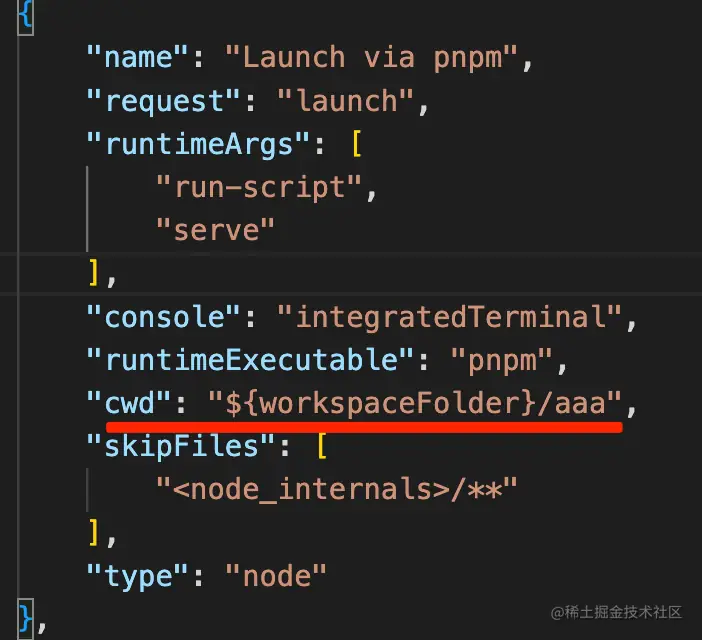 {
"name": "Launch via pnpm",
"request": "launch",
"runtimeArgs": [
"run-script",
"serve"
],
"console": "integratedTerminal",
"runtimeExecutable": "pnpm",
"cwd": "${workspaceFolder}/aaa",
"skipFiles": [
"<node_internals>/**"
],
"type": "node"
},
@稀土掘金技术社区